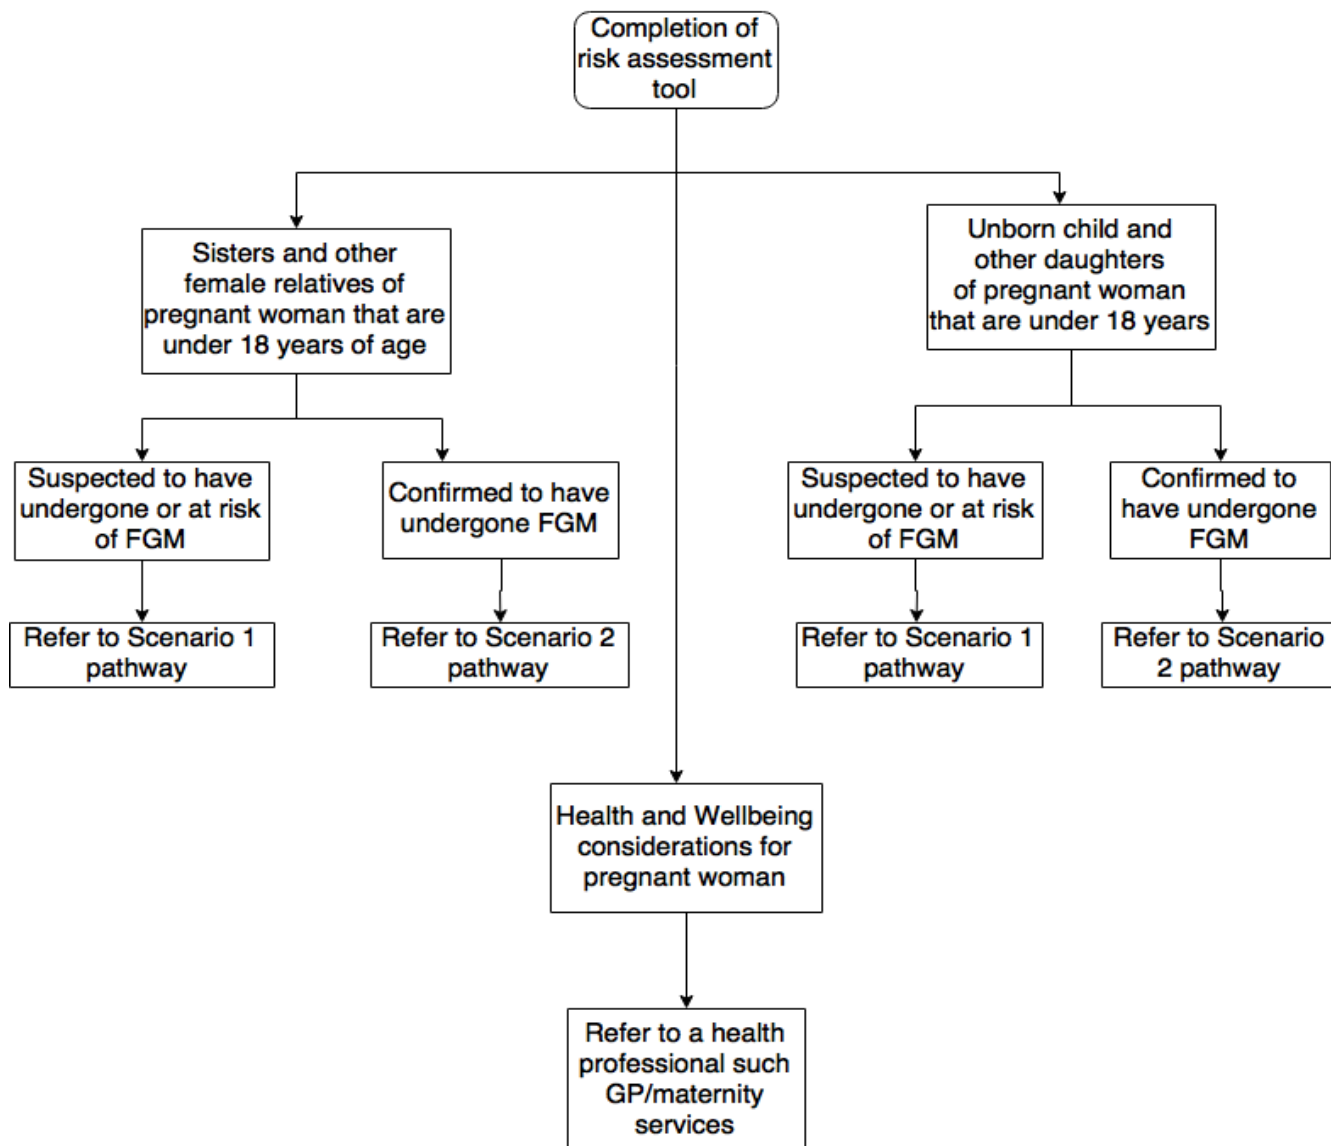 Completion of
risk assessment
tool
Sisters and other
female relatives of
pregnant woman that are
under 18 years of age
Unborn child and
other daughters
of pregnant woman
that are under 18 years
Suspected to have
undergone or at risk
of FGM
Confirmed to have
undergone FGM
Suspected to have
undergone or at risk
of FGM
Confirmed to
have undergone
FGM
Refer to Scenario 1
pathway
Refer to Scenario 2
pathway
Refer to Scenario 1
pathway
Refer to Scenario
2 pathway
Health and Wellbeing
considerations for
pregnant woman
Refer to a health
professional such
GP/maternity
services